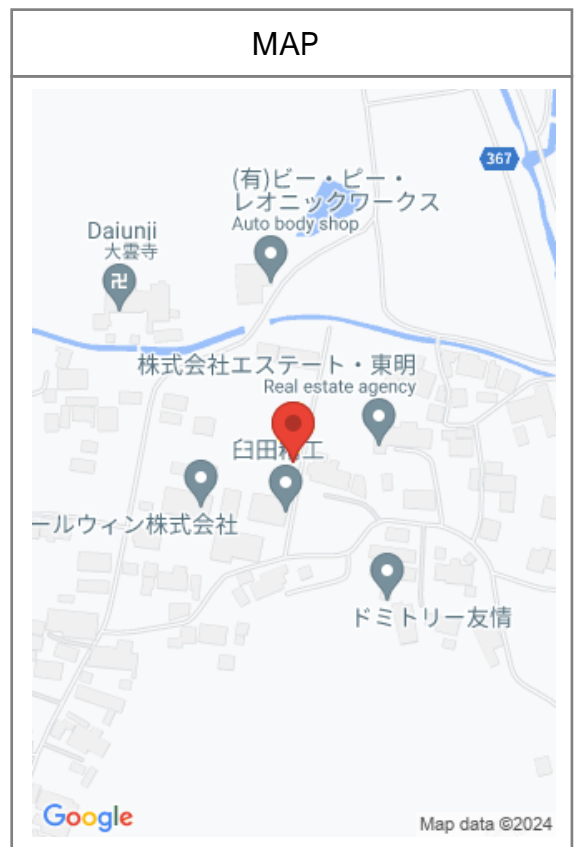 MAP
367
(有)ビー・ピー・
レオニックワークス
Auto body shop
Daiunji
大雲寺
株式会社エステート・東明
Real estate agency
臼田精工
ールウィン株式会社
ドミトリー友情
Google
Map data ©2024